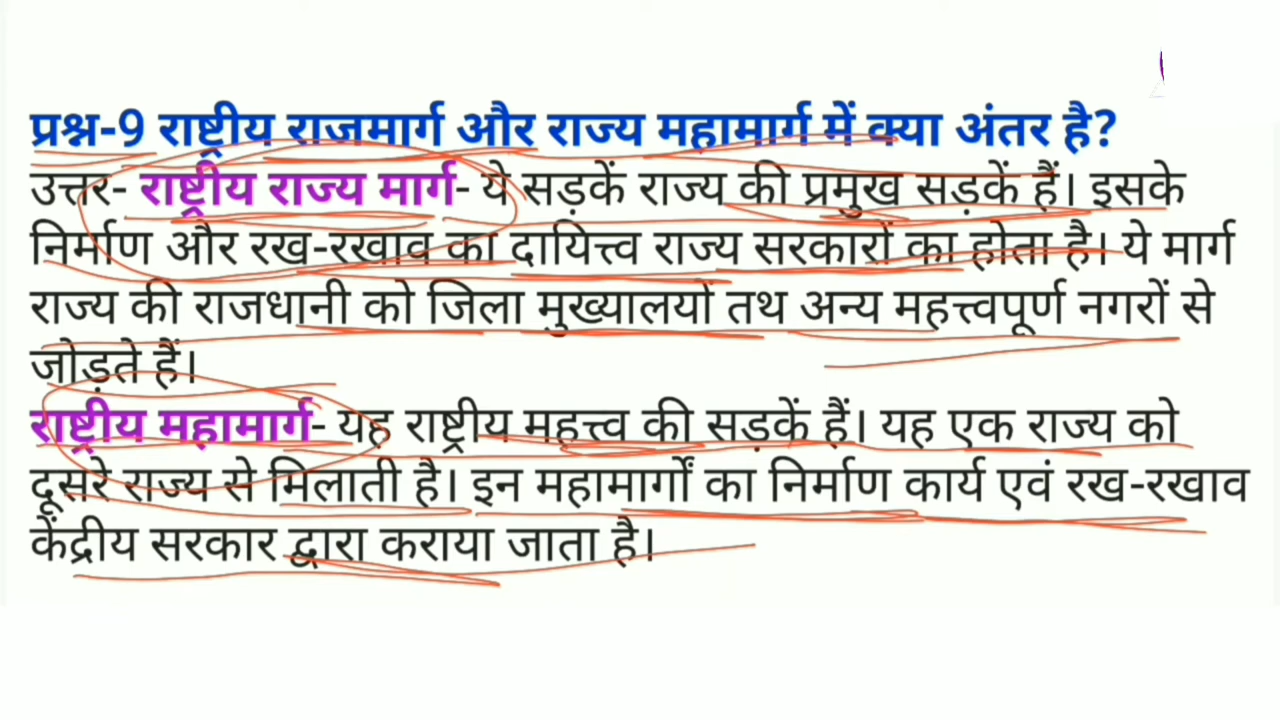 प्रश्न-9 राष्ट्रीय राजमार्ग और राज्य महामार्ग में क्या अंतर है?
उत्तर- राष्ट्रीय राज्य मार्ग- ये सड़कें राज्य की प्रमुख सड़कें हैं। इसके
निर्माण और रख-रखाव का दायित्त्व राज्य सरकारों का होता है। ये मार्ग
राज्य की राजधानी को जिला मुख्यालयों तथ अन्य महत्त्वपूर्ण नगरों से
जोड़ते हैं।
राष्ट्रीय महामार्ग- यह राष्ट्रीय महत्त्व की सड़कें हैं। यह एक राज्य को
दूसरे राज्य से मिलाती है। इन महामार्गों का निर्माण कार्य एवं रख-रखाव
केंद्रीय सरकार द्वारा कराया जाता है।